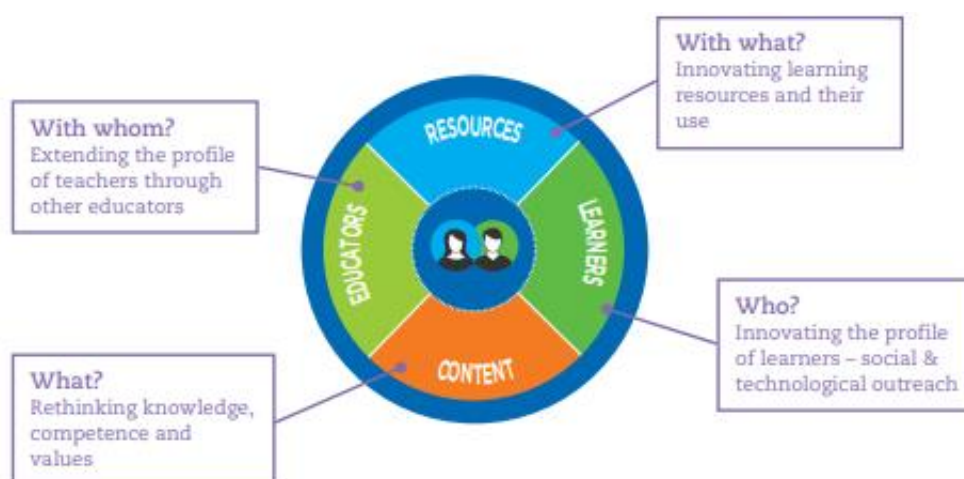 With what?
Innovating learning
resources and their
use
With whom?
Extending the profile
of teachers through
other educators
RESOURCES
EDUCATORS
LEARNERS
CONTENT
Who?
Innovating the profile
of learners – social &
technological outreach
What?
Rethinking knowledge,
competence and
values